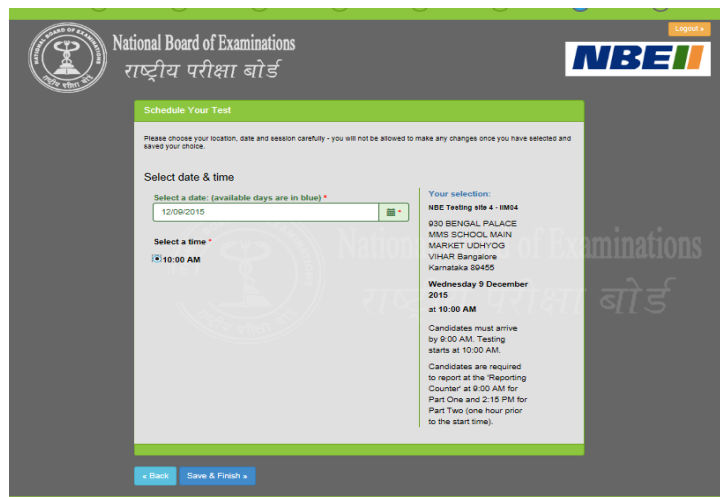 Logout »
National Board of Examinations
राष्ट्रीय परीक्षा बोर्ड
NBE
Schedule Your Test
Please choose your location, date and session carefully - you will not be allowed to make any changes once you have selected and
saved your choice.
Select date & time
Select a date: (available days are in blue) *
12/09/2015
Select a time *
10:00 AM
Your selection:
NBE Testing site 4 - IIM04
930 BENGAL PALACE
MMS SCHOOL MAIN
MARKET UDHYOG
VIHAR Bangalore
Karnataka 89455
Wednesday 9 December
2015
at 10:00 AM
Candidates must arrive
by 9:00 AM. Testing
starts at 10:00 AM.
Candidates are required
to report at the 'Reporting
Counter' at 9:00 AM for
Part One and 2:15 PM for
Part Two (one hour prior
to the start time).
National Board of Examinations
राष्ट्रीय परीक्षा बोर्ड
« Back
Save & Finish »